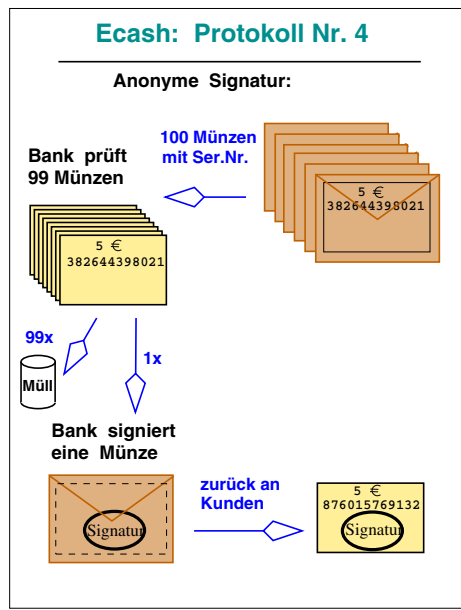 Ecash: Protokoll Nr. 4
Anonyme Signatur:
100 Münzen
mit Ser.Nr.
Bank prüft
99 Münzen
5 €
382644398021
5 €
382644398021
99x
1x
Müll
Bank signiert
eine Münze
zurück an
Kunden
Signatur
5 €
876015769132
Signatur